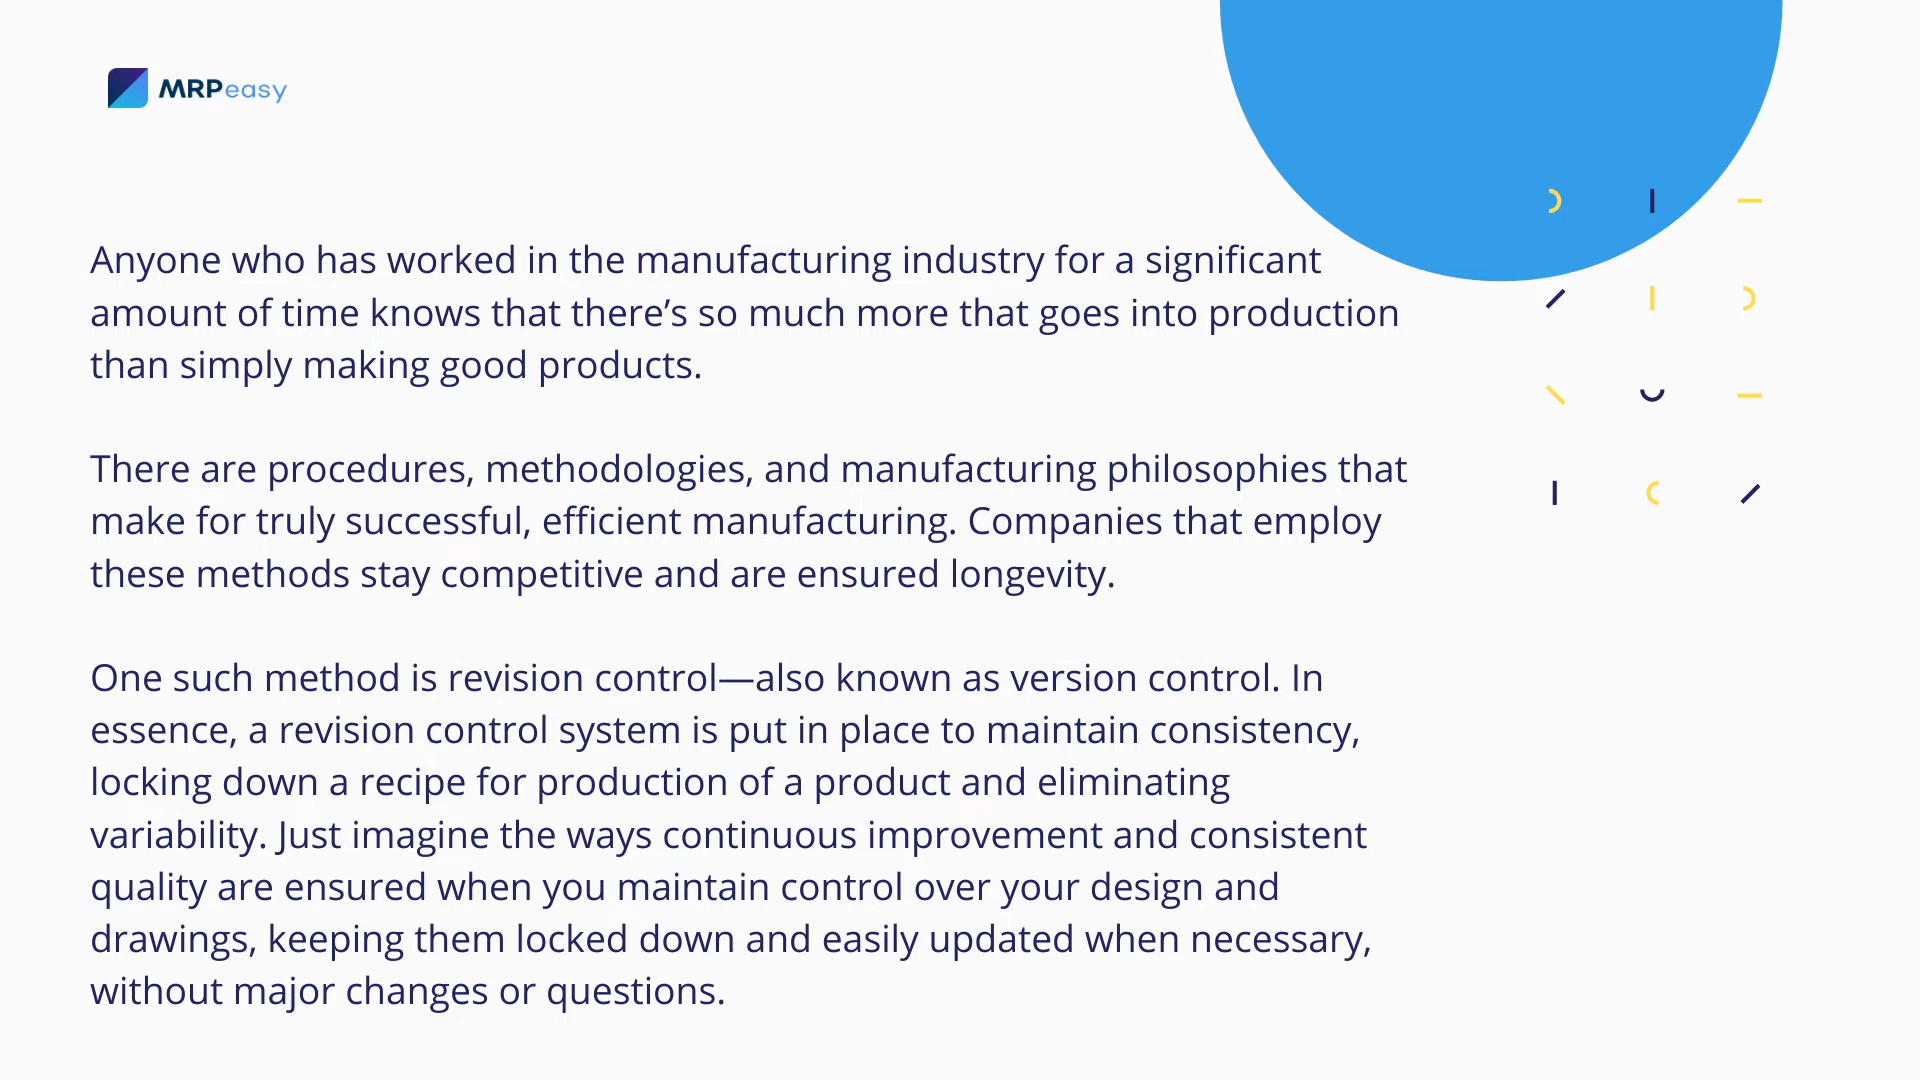 MRPeasy
Anyone who has worked in the manufacturing industry for a significant
amount of time knows that there’s so much more that goes into production
than simply making good products.
There are procedures, methodologies, and manufacturing philosophies that
make for truly successful, efficient manufacturing. Companies that employ
these methods stay competitive and are ensured longevity.
One such method is revision control—also known as version control. In
essence, a revision control system is put in place to maintain consistency,
locking down a recipe for production of a product and eliminating
variability. Just imagine the ways continuous improvement and consistent
quality are ensured when you maintain control over your design and
drawings, keeping them locked down and easily updated when necessary,
without major changes or questions.